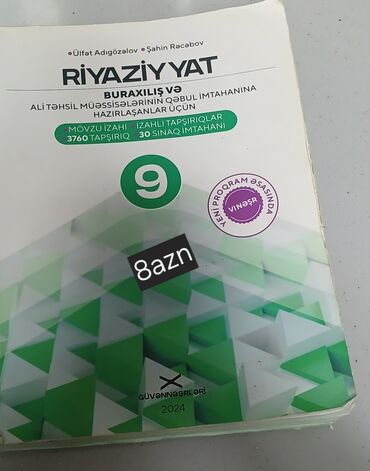 •Ülfət Adıgözəlov •Şahin Rəcəbov
RİYAZİYYAT
BURAXILIŞ VƏ
ALİ TƏHSİL MÜƏSSİSƏLƏRİNİN QƏBUL İMTAHANINA
HAZIRLAŞANLAR ÜÇÜN
MÖVZU İZAHI İZAHLI TAPŞIRIQLAR
3760 TAPŞIRIQ 30 SINAQ İMTAHANI
9
YENİ PROQRAM ƏSASINDA
VI NƏŞR
8azn
GÜVƏN NƏŞRLƏRİ
2024